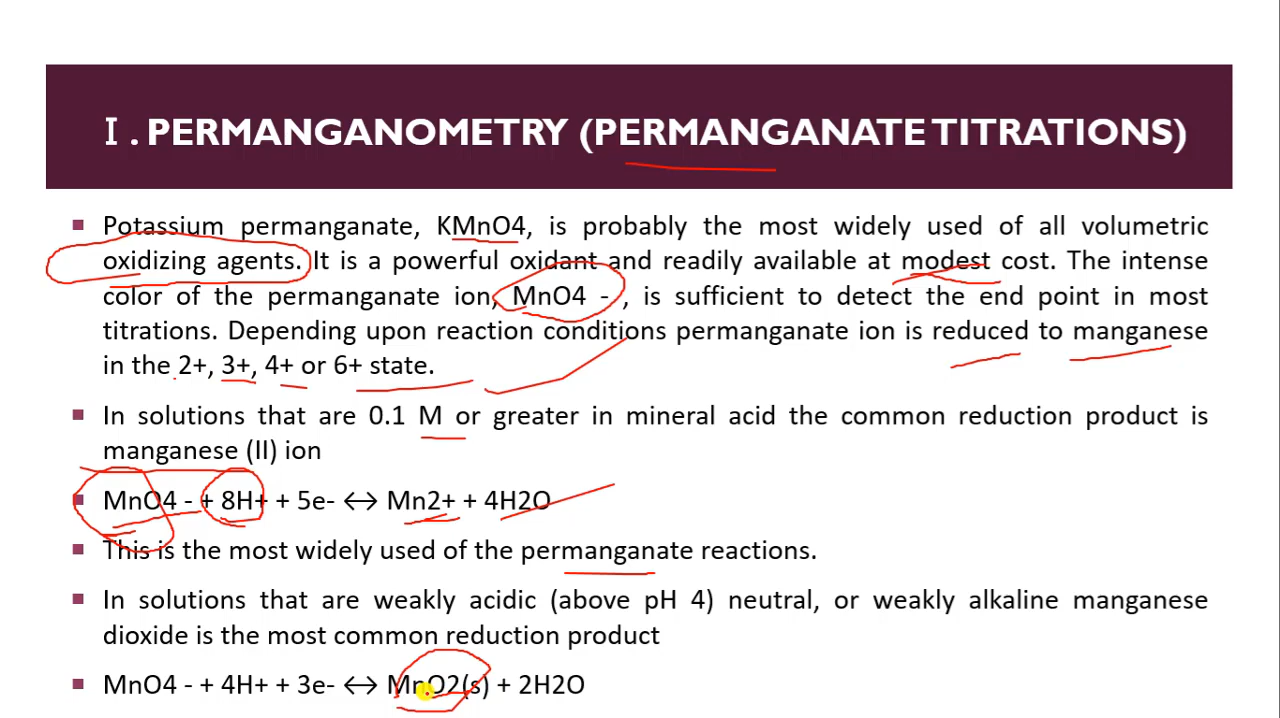 I. PERMANGANOMETRY (PERMANGANATE TITRATIONS)
▪ Potassium permanganate, KMnO4, is probably the most widely used of all volumetric
oxidizing agents. It is a powerful oxidant and readily available at modest cost. The intense
color of the permanganate ion, MnO4 - , is sufficient to detect the end point in most
titrations. Depending upon reaction conditions permanganate ion is reduced to manganese
in the 2+, 3+, 4+ or 6+ state.
▪ In solutions that are 0.1 M or greater in mineral acid the common reduction product is
manganese (II) ion
▪ MnO4 - + 8H+ + 5e- ↔ Mn2+ + 4H2O
▪ This is the most widely used of the permanganate reactions.
▪ In solutions that are weakly acidic (above pH 4) neutral, or weakly alkaline manganese
dioxide is the most common reduction product
▪ MnO4 - + 4H+ + 3e- ↔ MnO2(s) + 2H2O